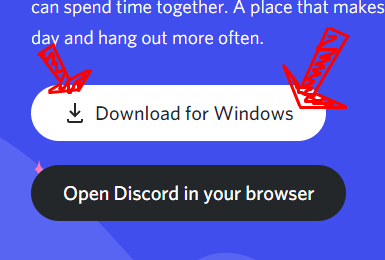 can spend time together. A place that makes
day and hang out more often.
Download for Windows
Open Discord in your browser